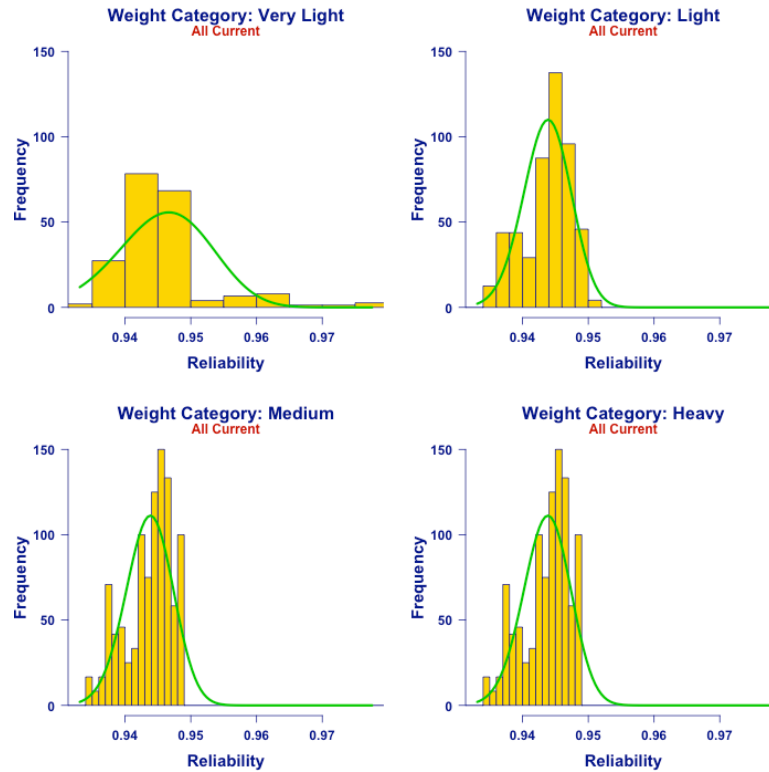 Weight Category: Very Light
All Current
150
100
50
0
Frequency
0.94 0.95 0.96 0.97
Reliability
Weight Category: Light
All Current
150
100
50
0
Frequency
0.94 0.95 0.96 0.97
Reliability
Weight Category: Medium
All Current
150
100
50
0
Frequency
0.94 0.95 0.96 0.97
Reliability
Weight Category: Heavy
All Current
150
100
50
0
Frequency
0.94 0.95 0.96 0.97
Reliability